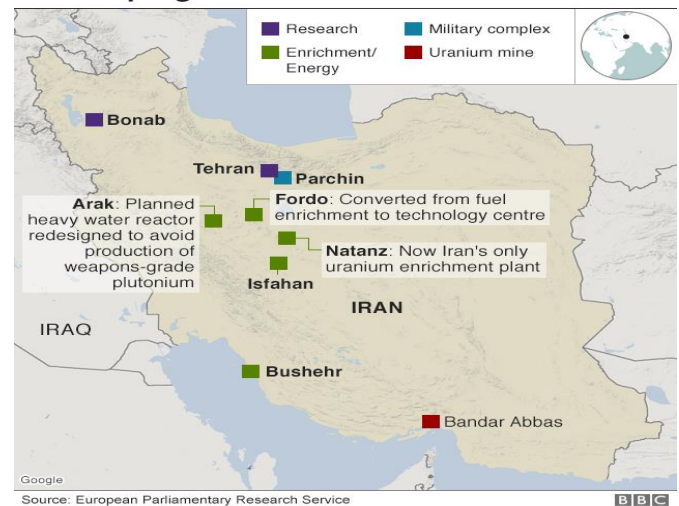 Research
Military complex
Enrichment/
Energy
Uranium mine
Bonab
Tehran
Parchin
Arak: Planned
heavy water reactor
redesigned to avoid
production of
weapons-grade
plutonium
Fordo: Converted from fuel
enrichment to technology centre
Natanz: Now Iran's only
uranium enrichment plant
Isfahan
IRAN
IRAQ
Bushehr
Bandar Abbas
Google
Source: European Parliamentary Research Service
BBC